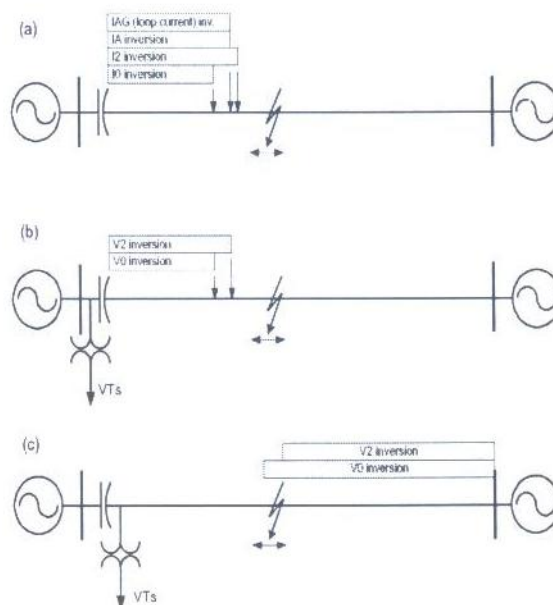 (a)
IAG (loop current) inv.
IA inversion
I2 inversion
I0 inversion
(b)
V2 inversion
V0 inversion
VTs
(c)
V2 inversion
V0 inversion
VTs